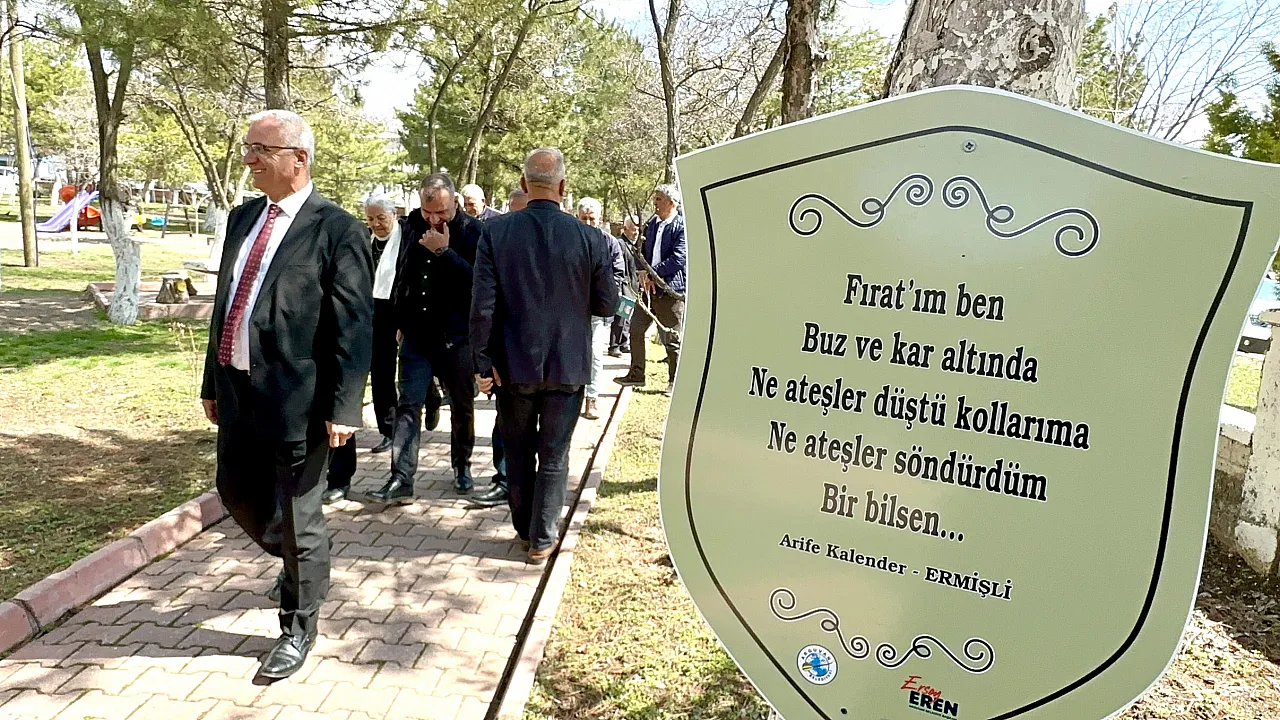 Fırat'ım ben
Buz ve kar altında
Ne ateşler düştü kollarıma
Ne ateşler söndürdüm
Bir bilsen...
Arife Kalender - ERMİŞLİ
Ersoy
EREN